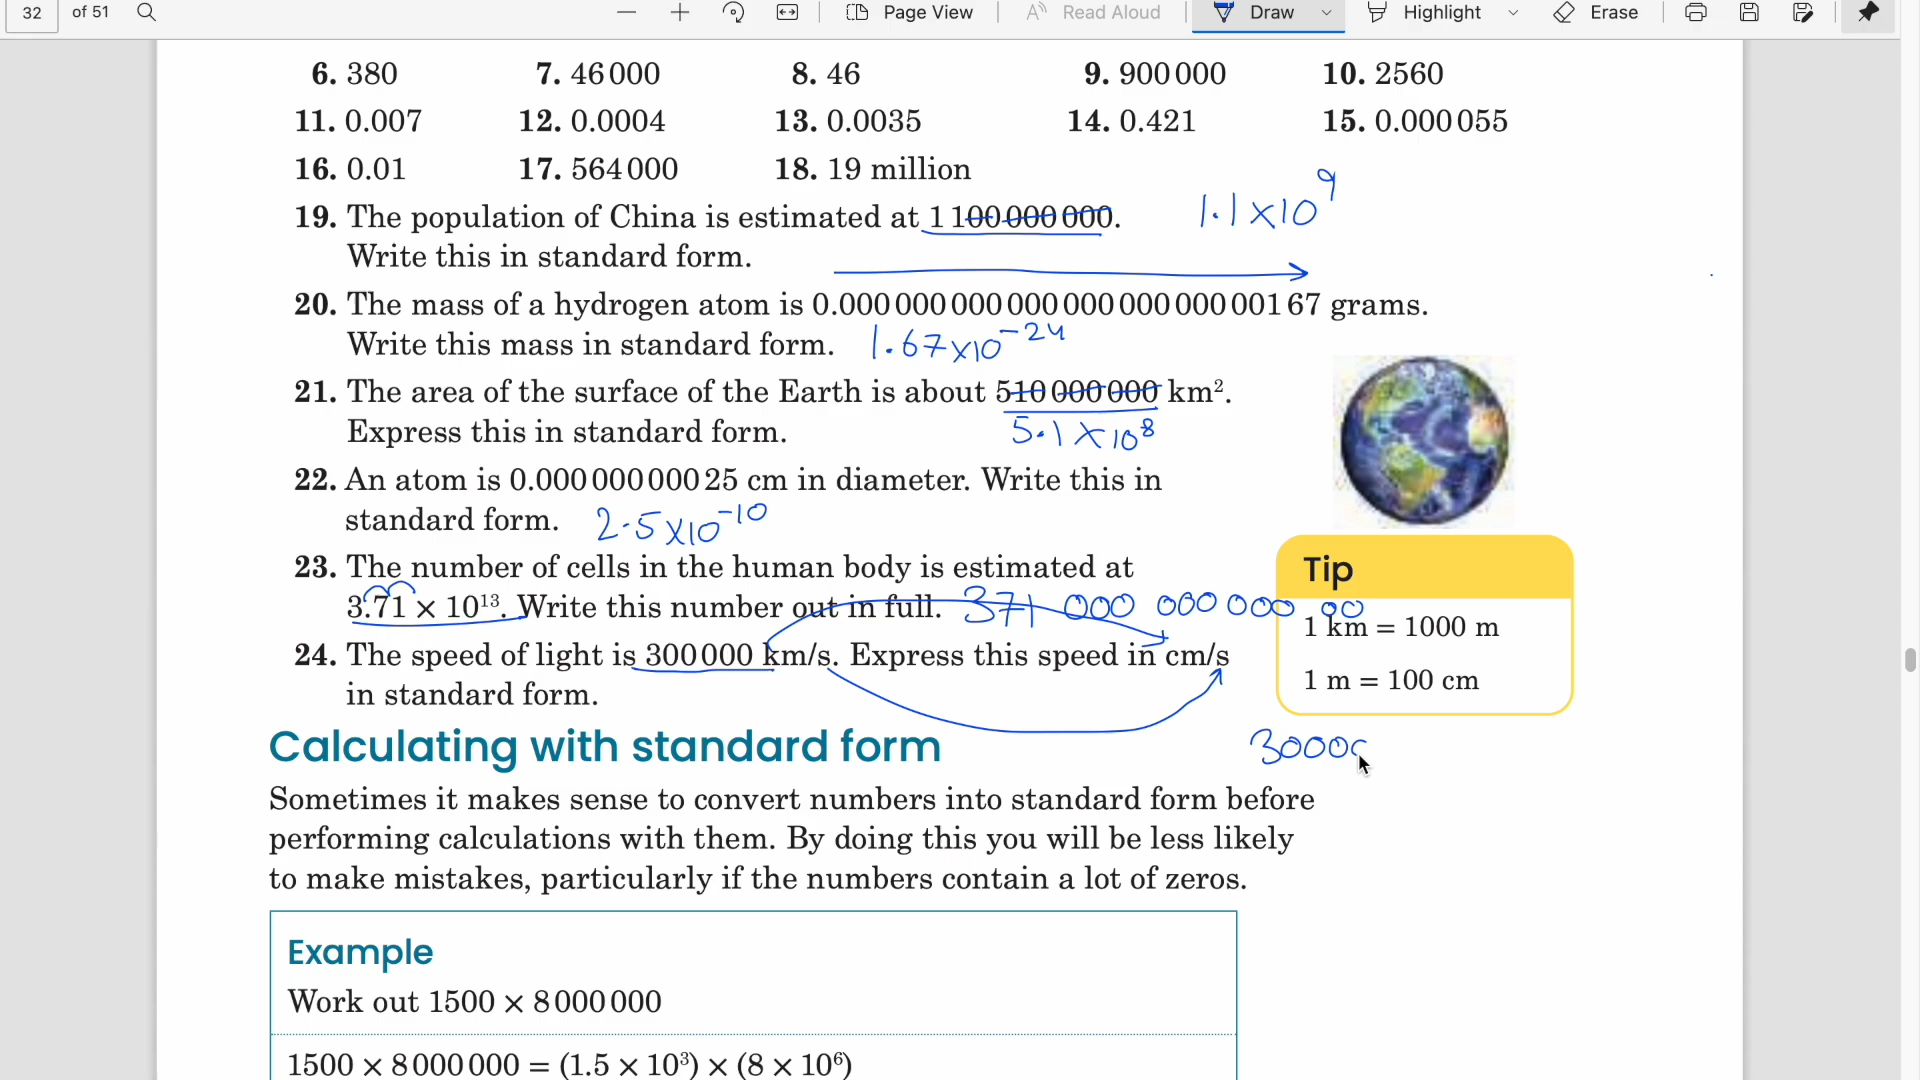 32 of 51 Page View Read Aloud Draw Highlight Erase
6. 380 7. 46 000 8. 46 9. 900 000 10. 2560
11. 0.007 12. 0.0004 13. 0.0035 14. 0.421 15. 0.000 055
16. 0.01 17. 564 000 18. 19 million
19. The population of China is estimated at 1 100 000 000. 1.1 × 10⁹
Write this in standard form.
20. The mass of a hydrogen atom is 0.000 000 000 000 000 000 000 001 67 grams.
Write this mass in standard form. 1.67 × 10⁻²⁴
21. The area of the surface of the Earth is about 510 000 000 km².
Express this in standard form. 5.1 × 10⁸
22. An atom is 0.000 000 000 25 cm in diameter. Write this in
standard form. 2.5 × 10⁻¹⁰
23. The number of cells in the human body is estimated at
3.71 × 10¹³. Write this number out in full. 371 000 000 000 00
24. The speed of light is 300 000 km/s. Express this speed in cm/s
in standard form.
Tip
1 km = 1000 m
1 m = 100 cm
3000
Calculating with standard form
Sometimes it makes sense to convert numbers into standard form before
performing calculations with them. By doing this you will be less likely
to make mistakes, particularly if the numbers contain a lot of zeros.
Example
Work out 1500 × 8 000 000
1500 × 8 000 000 = (1.5 × 10³) × (8 × 10⁶)